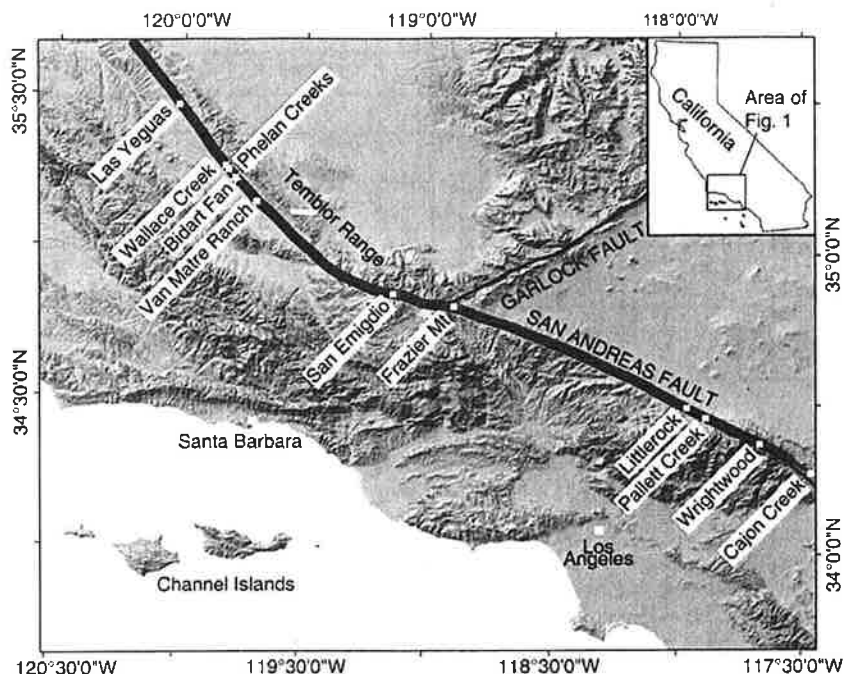 120°00'0"W
119°00'0"W
118°00'0"W
35°30'0"N
35°0'0"N
34°30'0"N
34°0'0"N
California
Area of
Fig. 1
Las Yeguas
Phelan Creeks
Wallace Creek
Bidart Fan
Van Matre Ranch
Temblor Range
San Emigdio
Frazier Mt
GARLOCK FAULT
SAN ANDREAS FAULT
Littlerock
Pallett Creek
Wrightwood
Cajon Creek
Santa Barbara
Los
Angeles
Channel Islands
120°30'0"W
119°30'0"W
118°30'0"W
117°30'0"W